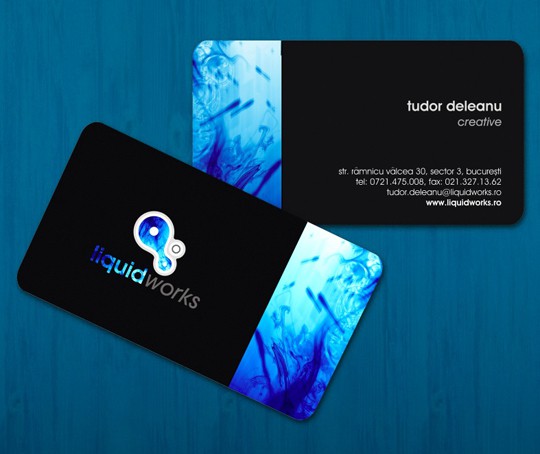 tudor deleanu
creative
str. râmnicu vâlcea 30, sector 3, bucurești
tel: 0721.475.008, fax: 021.327.13.62
tudor.deleanu@liquidworks.ro
www.liquidworks.ro
liquidworks